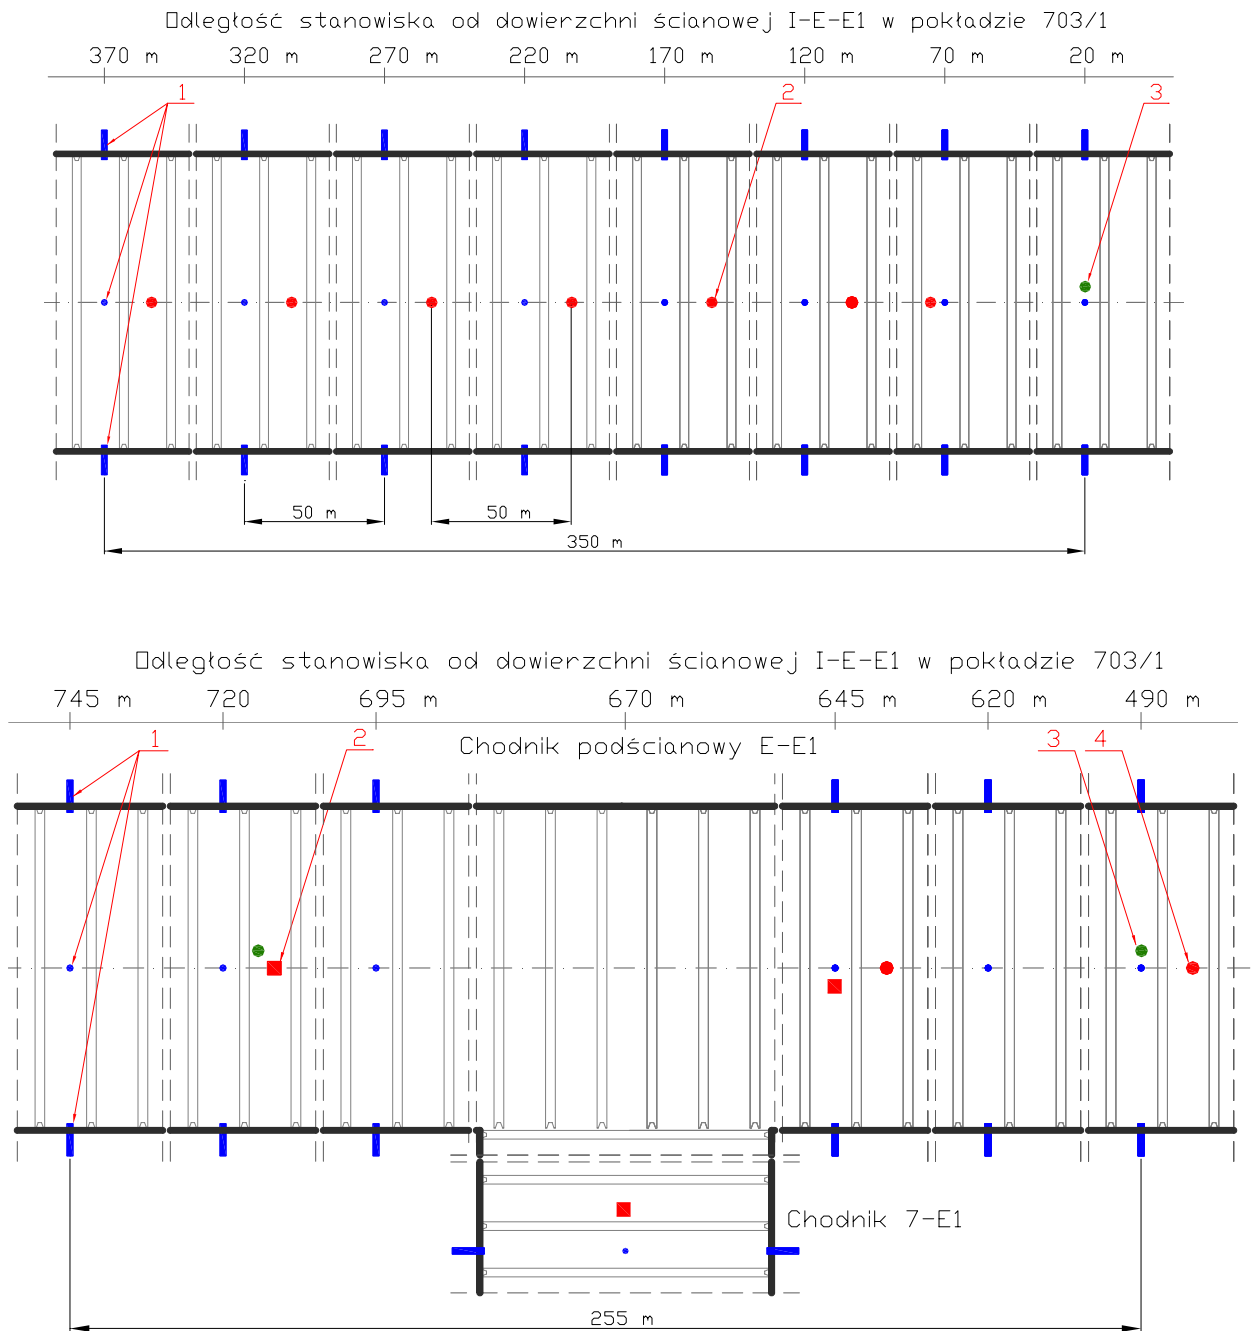 Odległość stanowiska od dowierzchni ścianowej I-E-E1 w pokładzie 703/1
370 m 320 m 270 m 220 m 170 m 120 m 70 m 20 m
1 2 3
50 m 50 m
350 m
Odległość stanowiska od dowierzchni ścianowej I-E-E1 w pokładzie 703/1
745 m 720 m 695 m 670 m 645 m 620 m 490 m
1 2 Chodnik podścianowy E-E1 3 4
Chodnik 7-E1
255 m